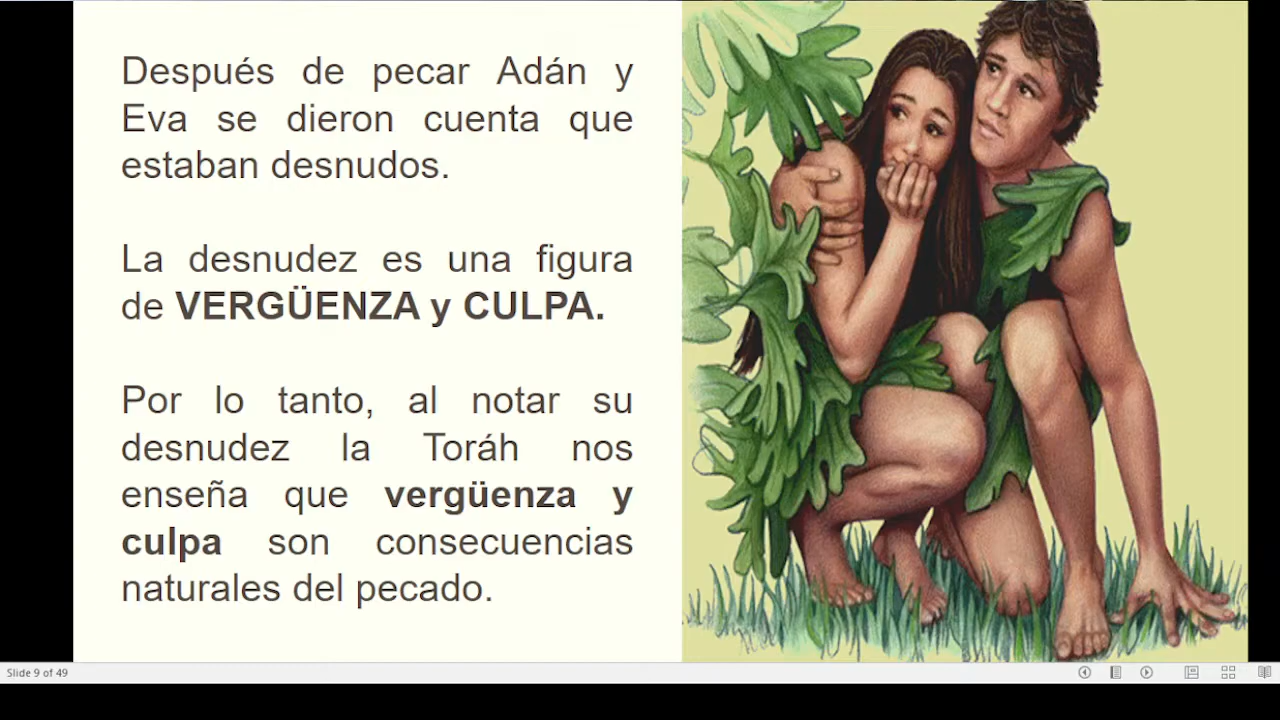 Después de pecar Adán y
Eva se dieron cuenta que
estaban desnudos.
La desnudez es una figura
de VERGÜENZA y CULPA.
Por lo tanto, al notar su
desnudez la Toráh nos
enseña que vergüenza y
culpa son consecuencias
naturales del pecado.
Slide 9 of 49